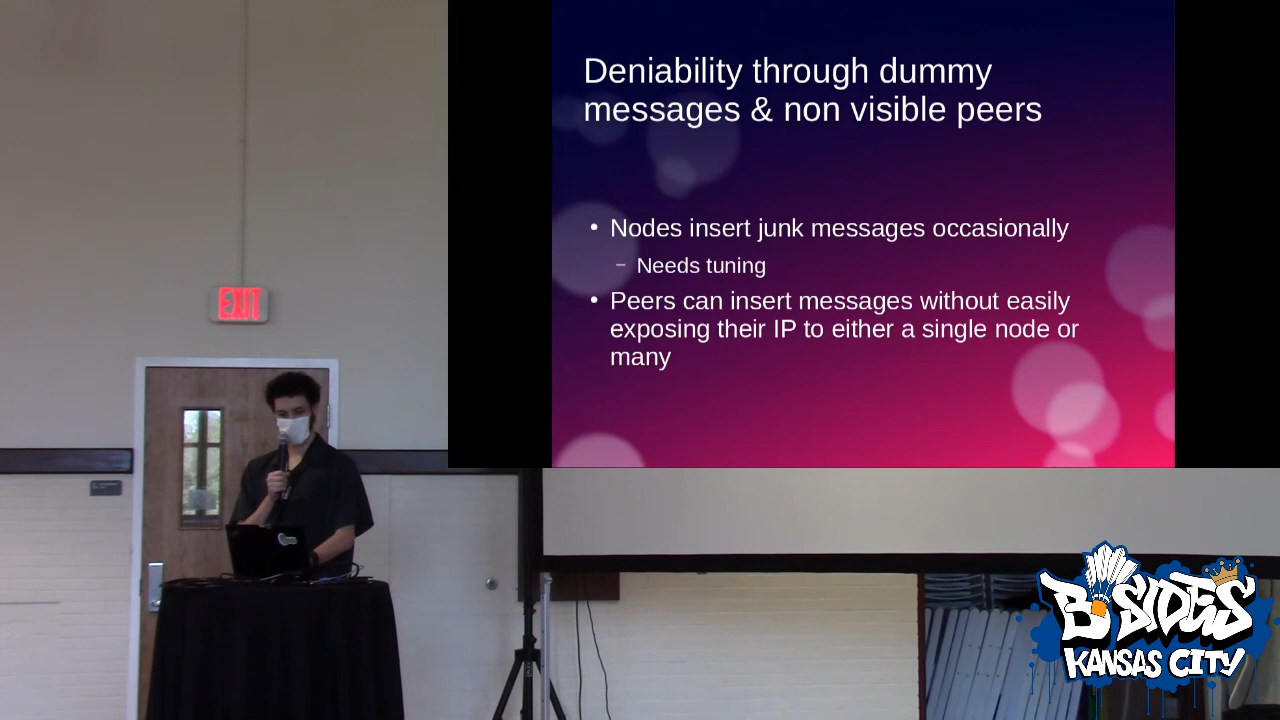 Deniability through dummy
messages & non visible peers
• Nodes insert junk messages occasionally
– Needs tuning
• Peers can insert messages without easily
exposing their IP to either a single node or
many
EXIT
BSIDES
KANSAS CITY